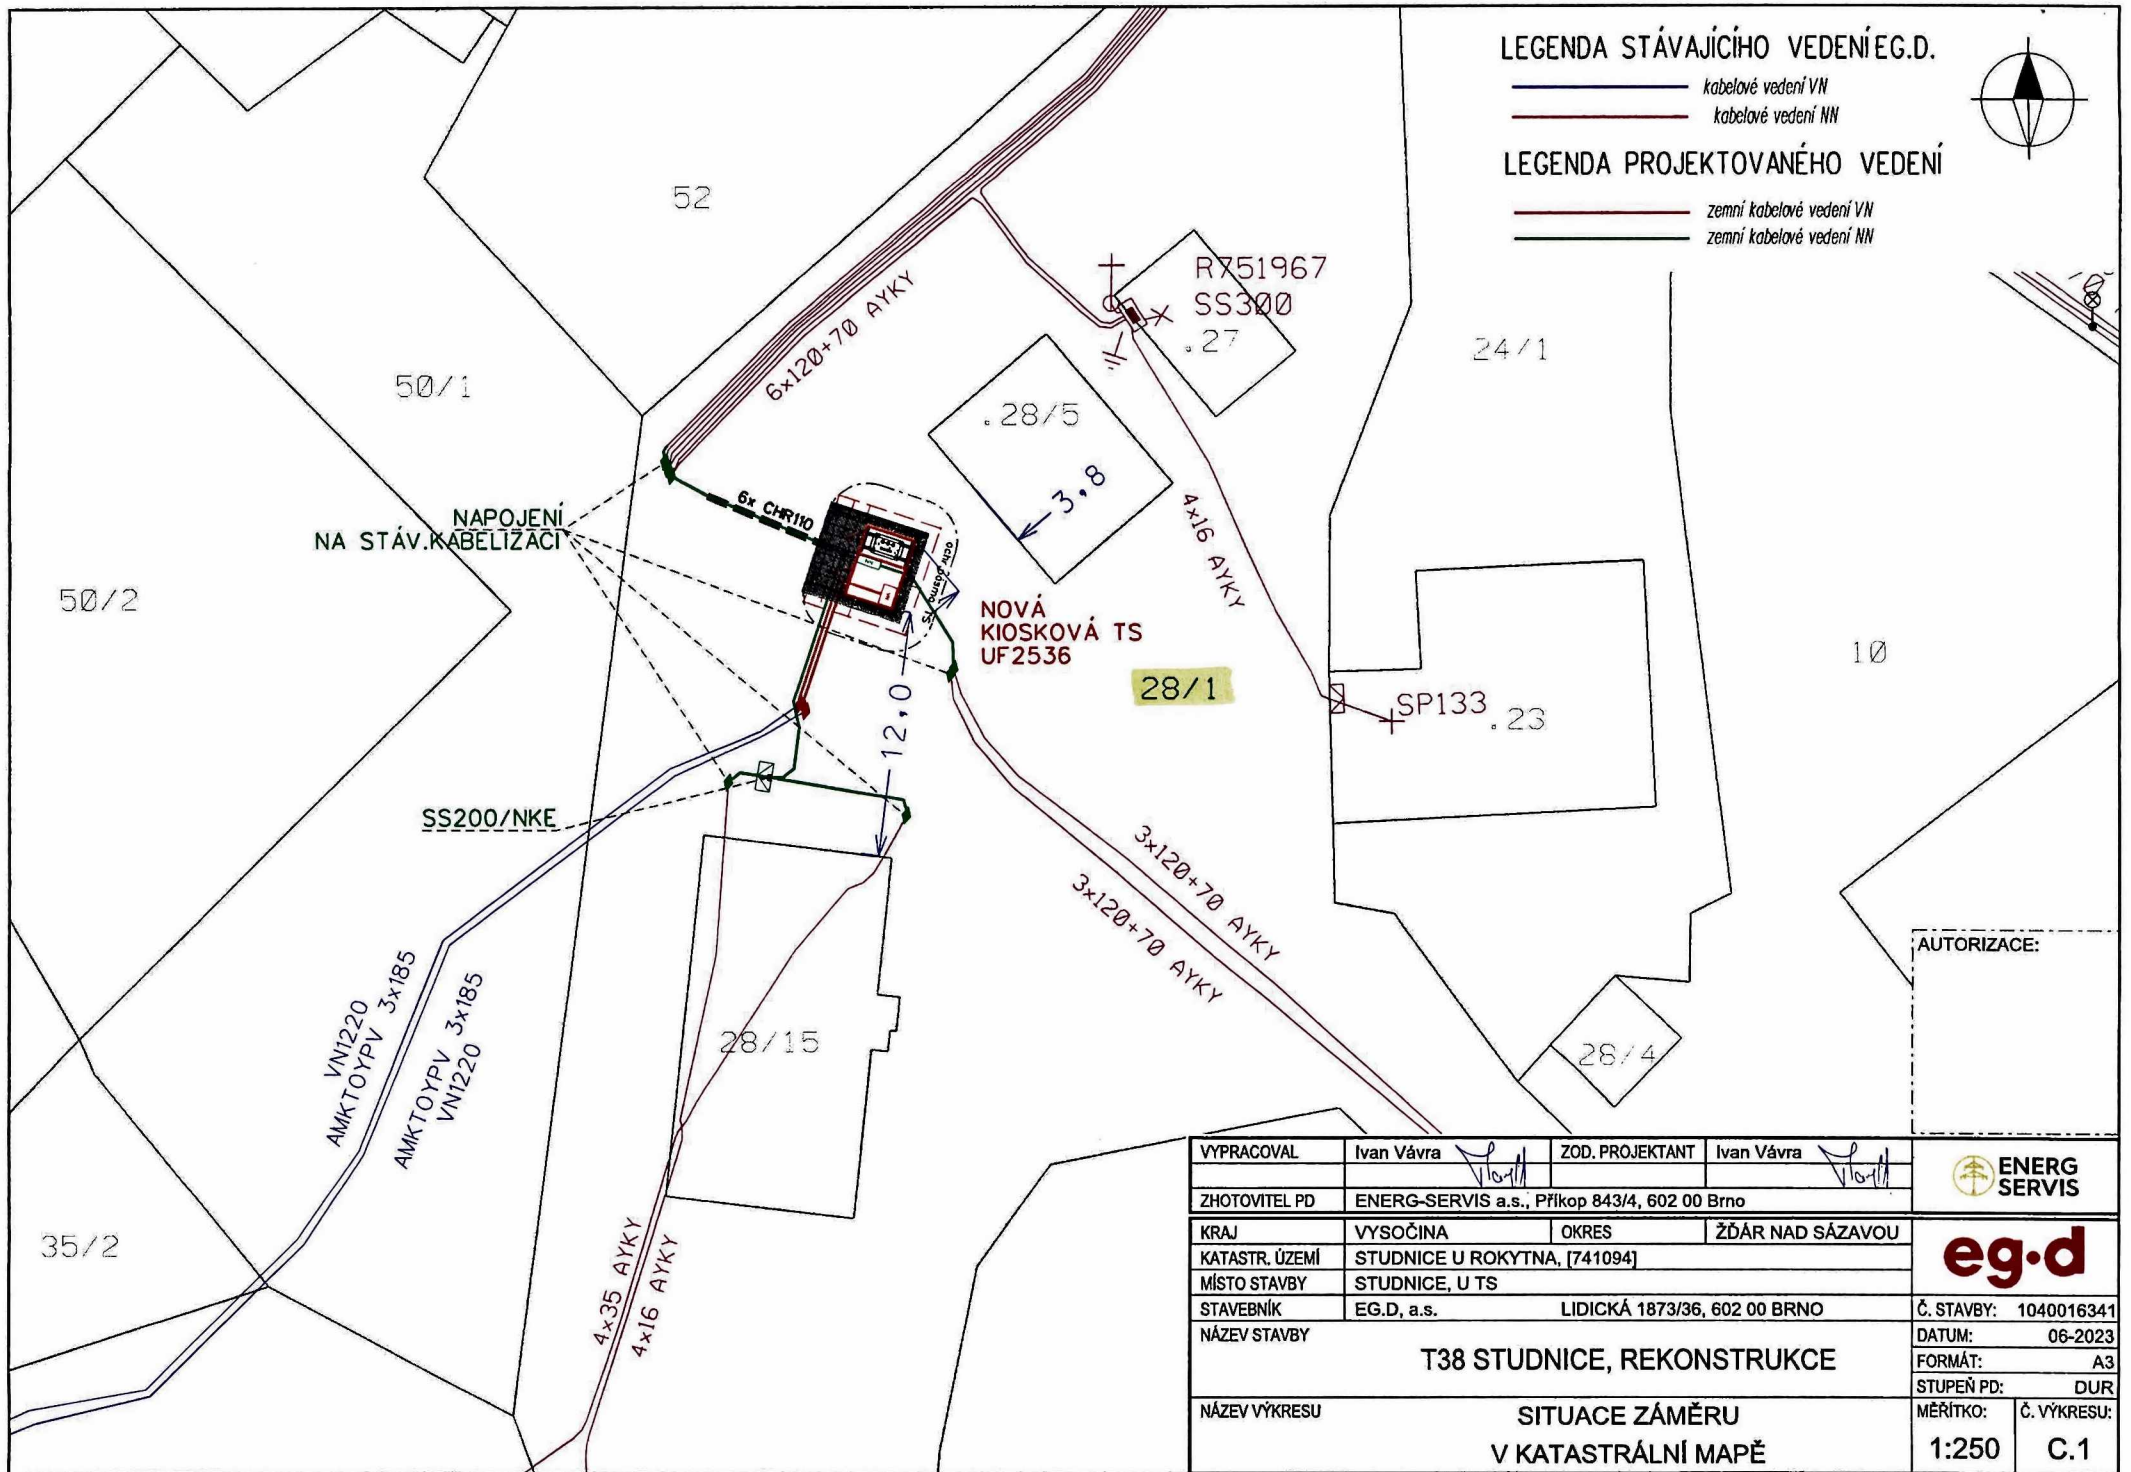 LEGENDA STÁVAJÍCÍHO VEDENÍ EG.D.
kabelové vedení VN
kabelové vedení NN
LEGENDA PROJEKTOVANÉHO VEDENÍ
zemní kabelové vedení VN
zemní kabelové vedení NN
52
R751967
SS300
.27
24/1
50/1
6x120+70 AYKY
.28/5
3,8
4x16 AYKY
6x CHR110
NAPOJENÍ
NA STÁV.KABELIZACI
ochr. pásmo TS
50/2
NOVÁ
KIOSKOVÁ TS
UF2536
28/1
10
SP133
.23
12,0
SS200/NKE
3x120+70 AYKY
3x120+70 AYKY
AUTORIZACE:
VN1220
AMKTOYPV 3x185
AMKTOYPV 3x185
VN1220
28/15
28/4
35/2
4x35 AYKY
4x16 AYKY
VYPRACOVAL Ivan Vávra ZOD. PROJEKTANT Ivan Vávra
ENERG
SERVIS
ZHOTOVITEL PD ENERG-SERVIS a.s., Příkop 843/4, 602 00 Brno
KRAJ VYSOČINA OKRES ŽĎÁR NAD SÁZAVOU
eg·d
KATASTR. ÚZEMÍ STUDNICE U ROKYTNA, [741094]
MÍSTO STAVBY STUDNICE, U TS
STAVEBNÍK EG.D, a.s. LIDICKÁ 1873/36, 602 00 BRNO
Č. STAVBY: 1040016341
NÁZEV STAVBY
T38 STUDNICE, REKONSTRUKCE
DATUM: 06-2023
FORMÁT: A3
STUPEŇ PD: DUR
NÁZEV VÝKRESU
SITUACE ZÁMĚRU
V KATASTRÁLNÍ MAPĚ
MĚŘÍTKO: Č. VÝKRESU:
1:250 C.1